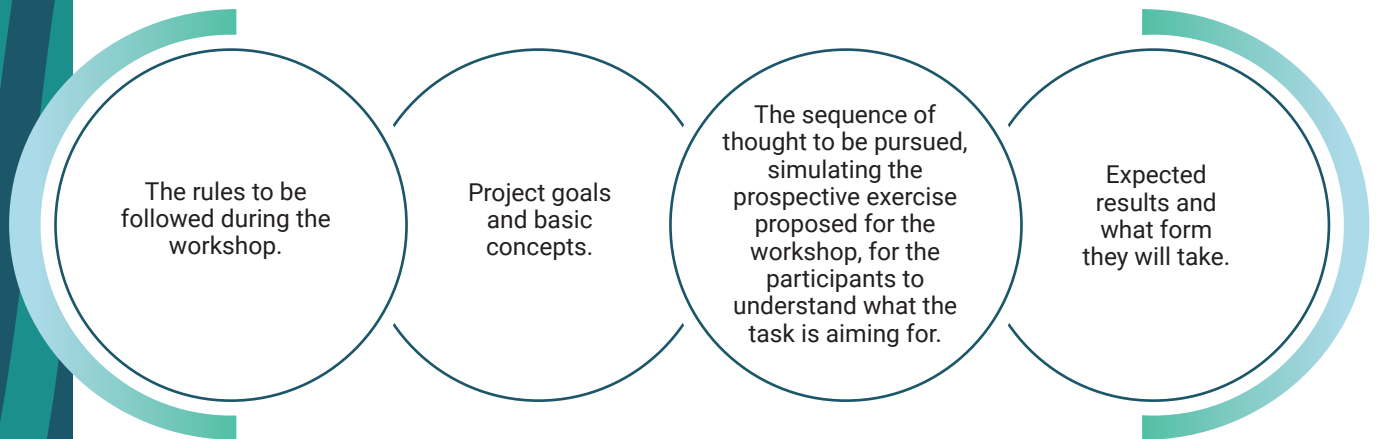 The rules to be
followed during the
workshop.
Project goals
and basic
concepts.
The sequence of
thought to be pursued,
simulating the
prospective exercise
proposed for the
workshop, for the
participants to
understand what the
task is aiming for.
Expected
results and
what form
they will take.